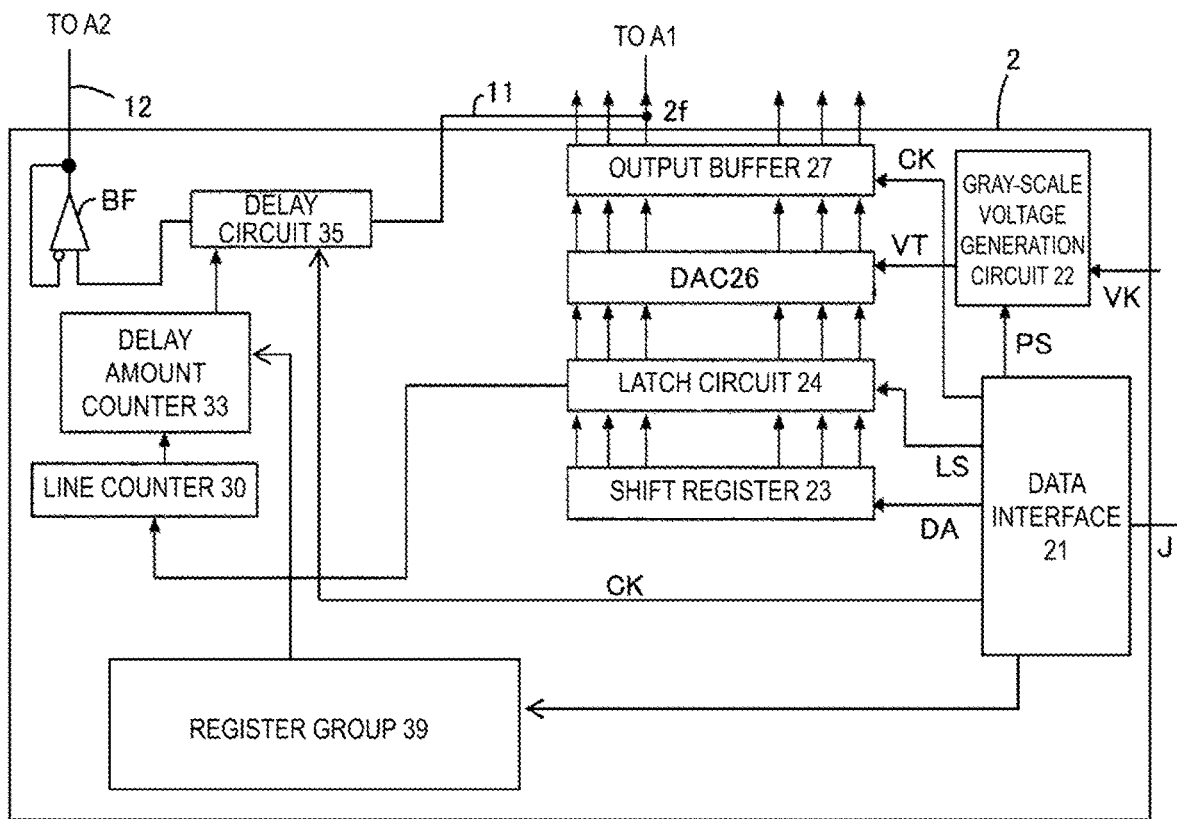 TO A2
TO A1
12
11
2f
2
BF
DELAY
CIRCUIT 35
OUTPUT BUFFER 27
CK
GRAY-SCALE
VOLTAGE
GENERATION
CIRCUIT 22
VT
VK
DAC26
PS
DELAY
AMOUNT
COUNTER 33
LATCH CIRCUIT 24
LS
LINE COUNTER 30
SHIFT REGISTER 23
DA
DATA
INTERFACE
21
J
CK
REGISTER GROUP 39